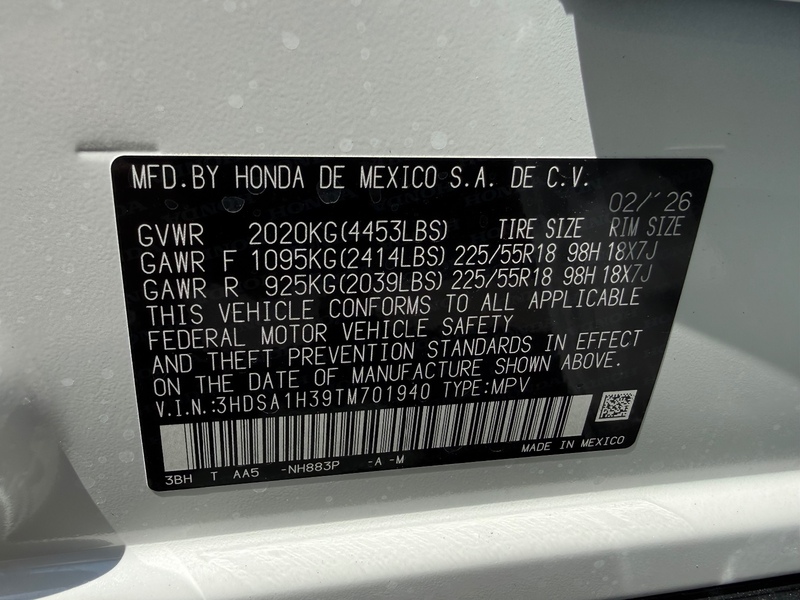 MFD.BY HONDA DE MEXICO S.A. DE C.V.
02/'26
GVWR 2020KG(4453LBS) TIRE SIZE RIM SIZE
GAWR F 1095KG(2414LBS) 225/55R18 98H 18X7J
GAWR R 925KG(2039LBS) 225/55R18 98H 18X7J
THIS VEHICLE CONFORMS TO ALL APPLICABLE
FEDERAL MOTOR VEHICLE SAFETY
AND THEFT PREVENTION STANDARDS IN EFFECT
ON THE DATE OF MANUFACTURE SHOWN ABOVE.
V.I.N.:3HDSA1H39TM701940 TYPE:MPV
MADE IN MEXICO
3BH T AA5 -NH883P -A -M